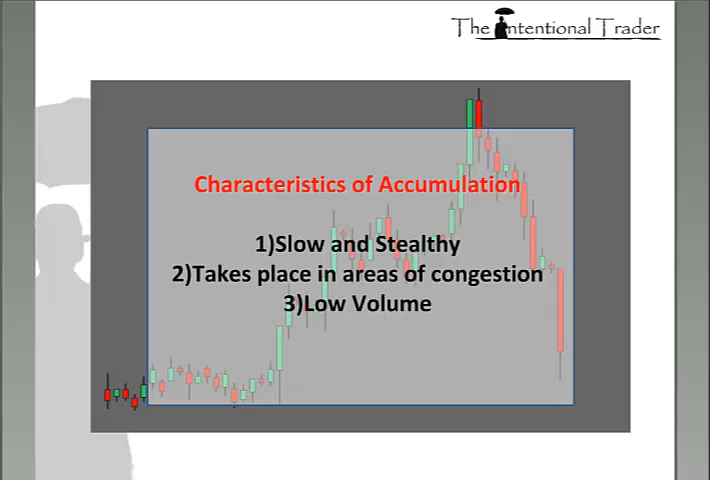 The Intentional Trader
Characteristics of Accumulation
1)Slow and Stealthy
2)Takes place in areas of congestion
3)Low Volume